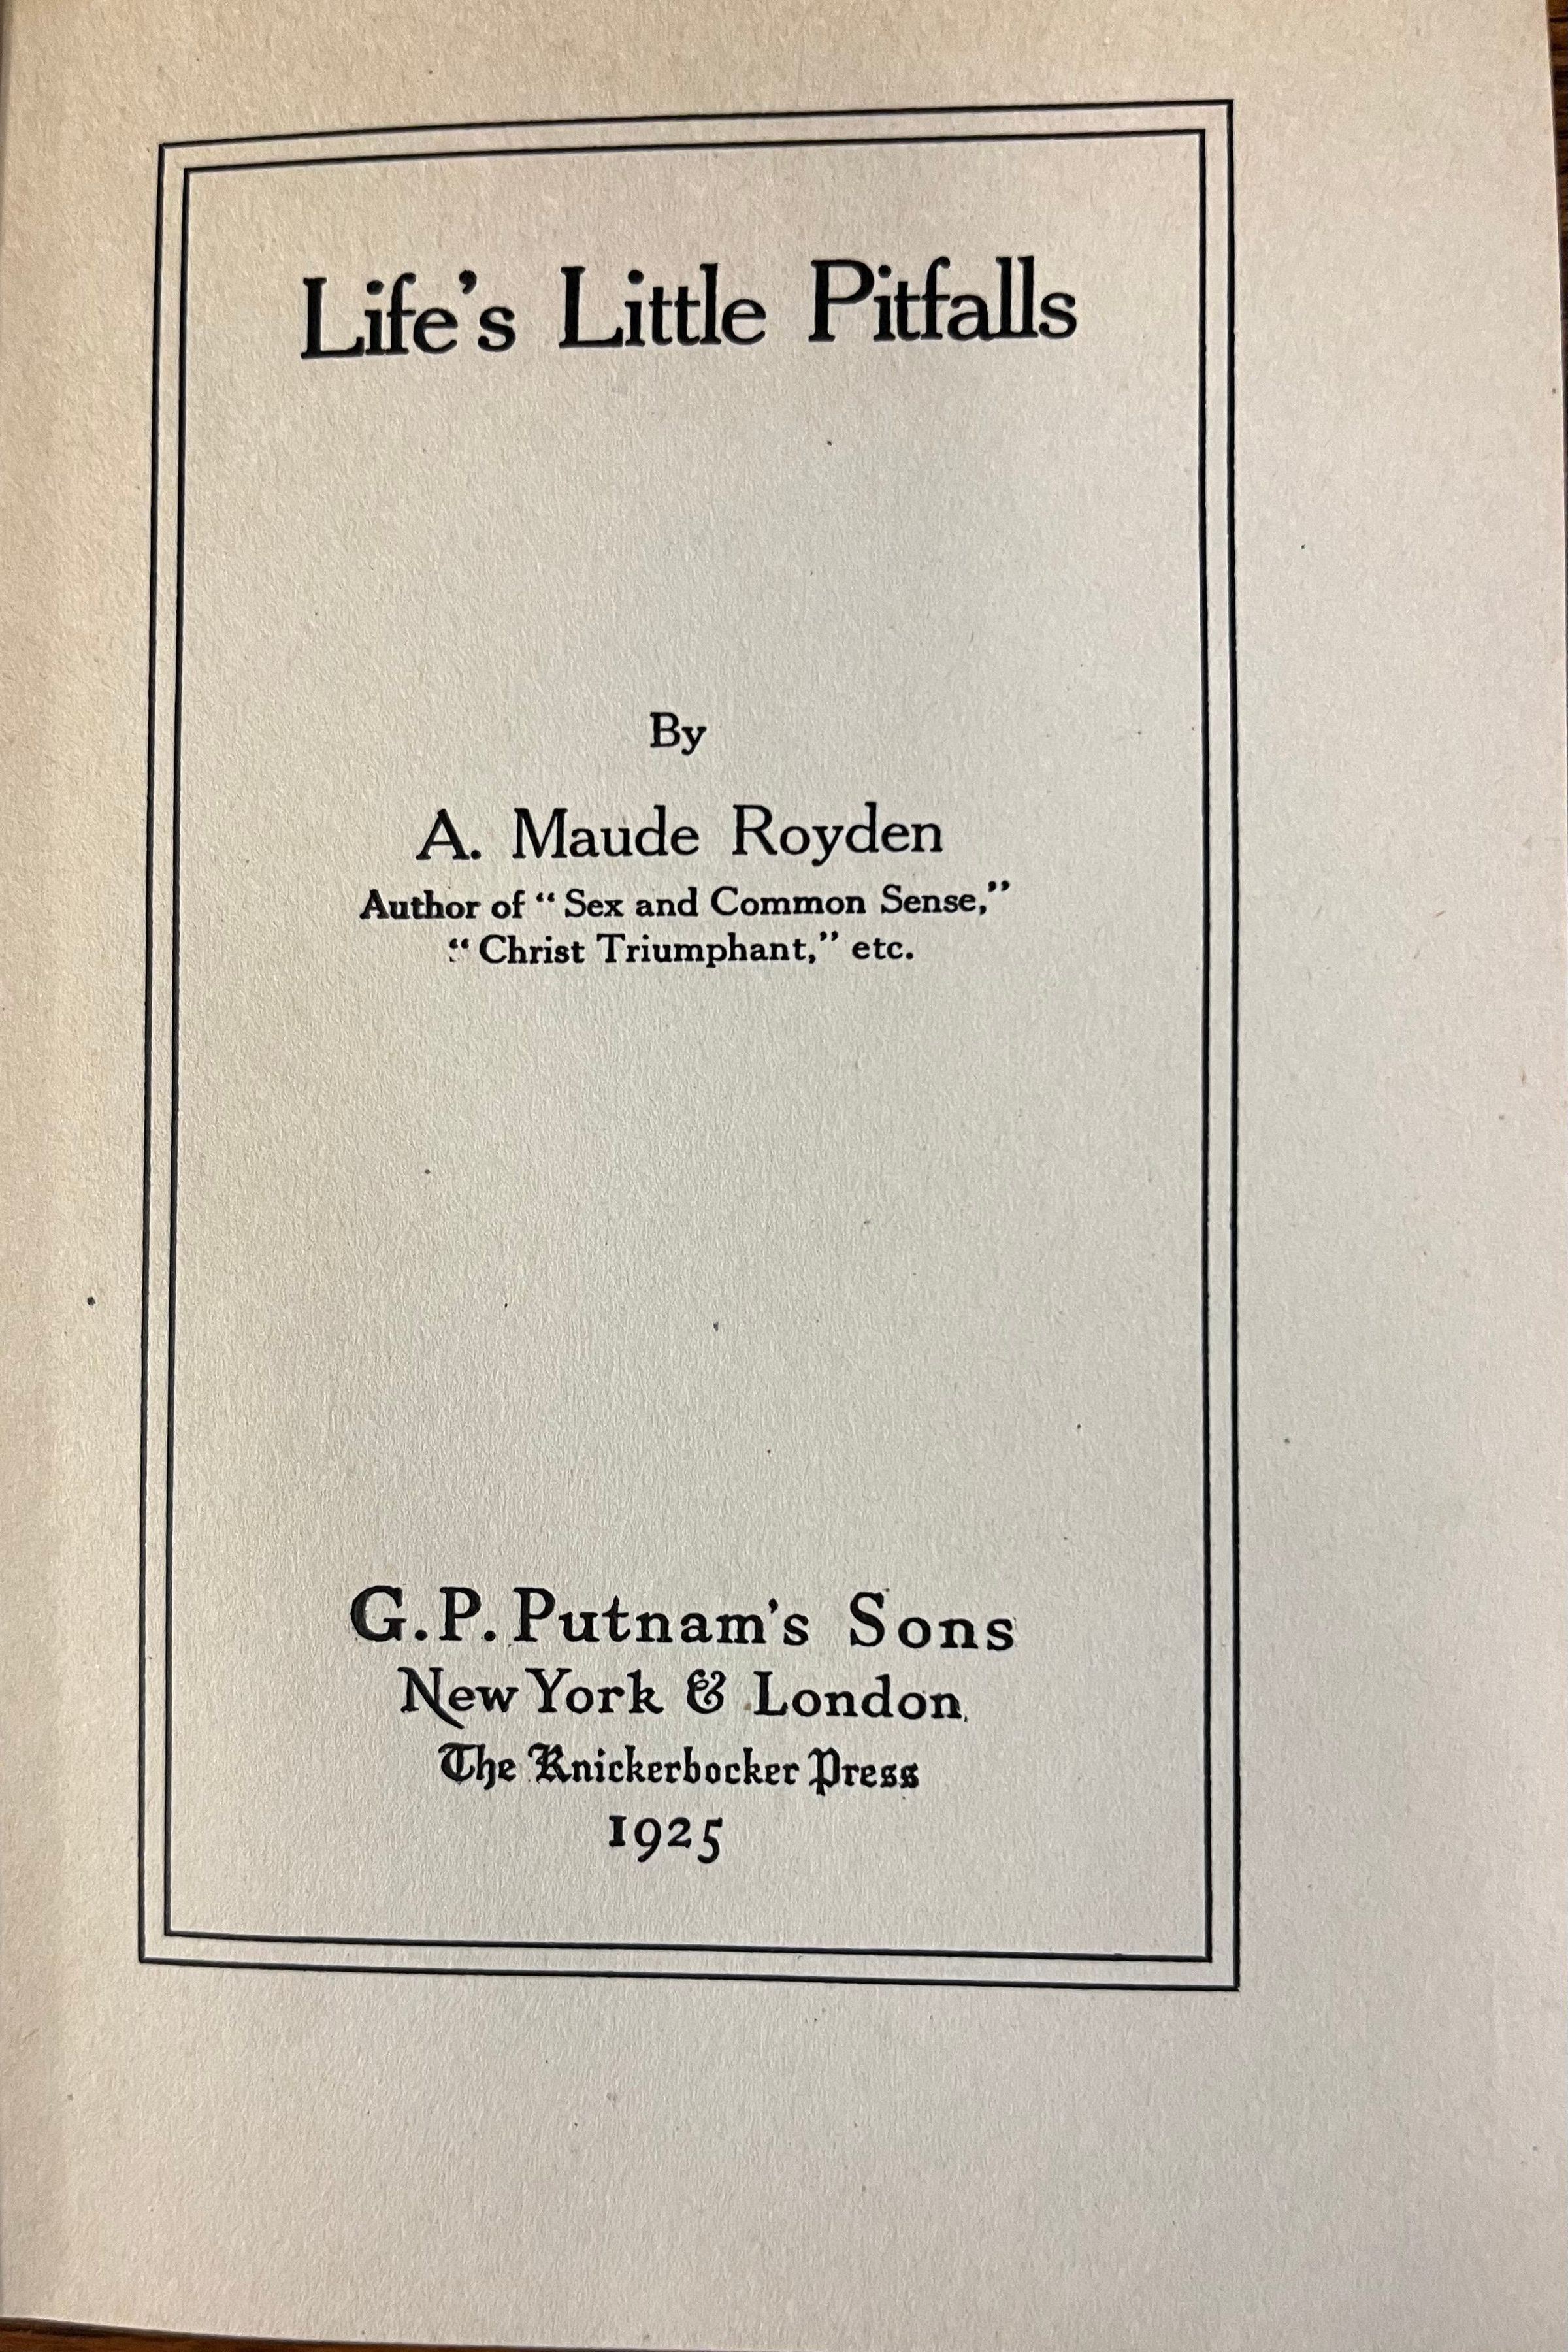 Life's Little Pitfalls
By
A. Maude Royden
Author of “ Sex and Common Sense,”
“ Christ Triumphant,” etc.
G.P. Putnam's Sons
New York & London
The Knickerbocker Press
1925